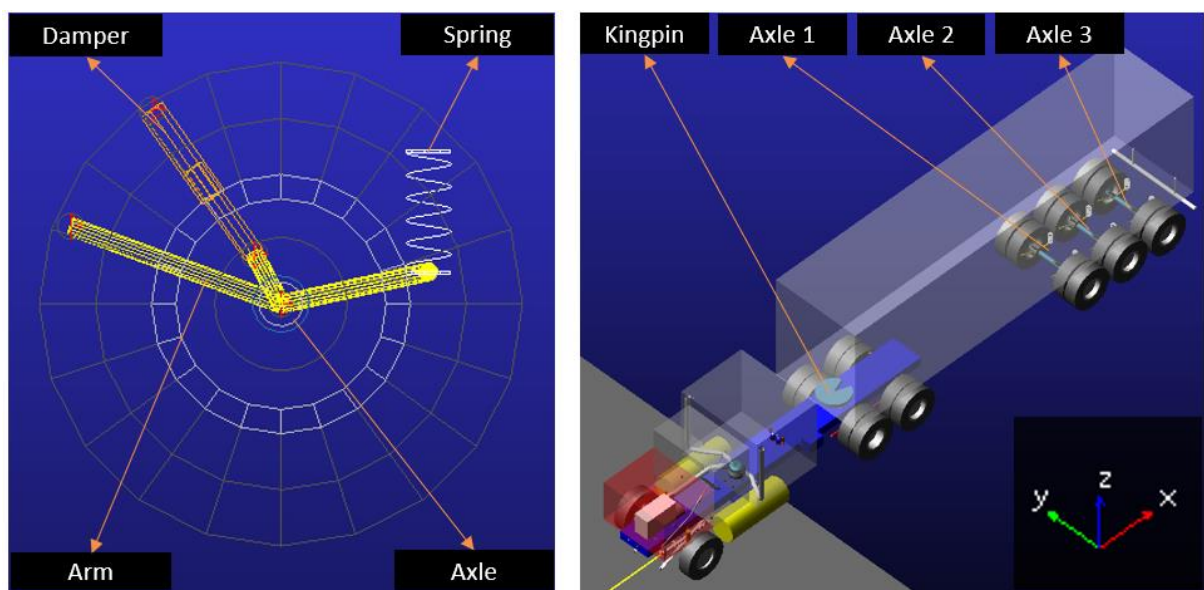 Damper
Spring
Arm
Axle
Kingpin
Axle 1
Axle 2
Axle 3
z
y
x